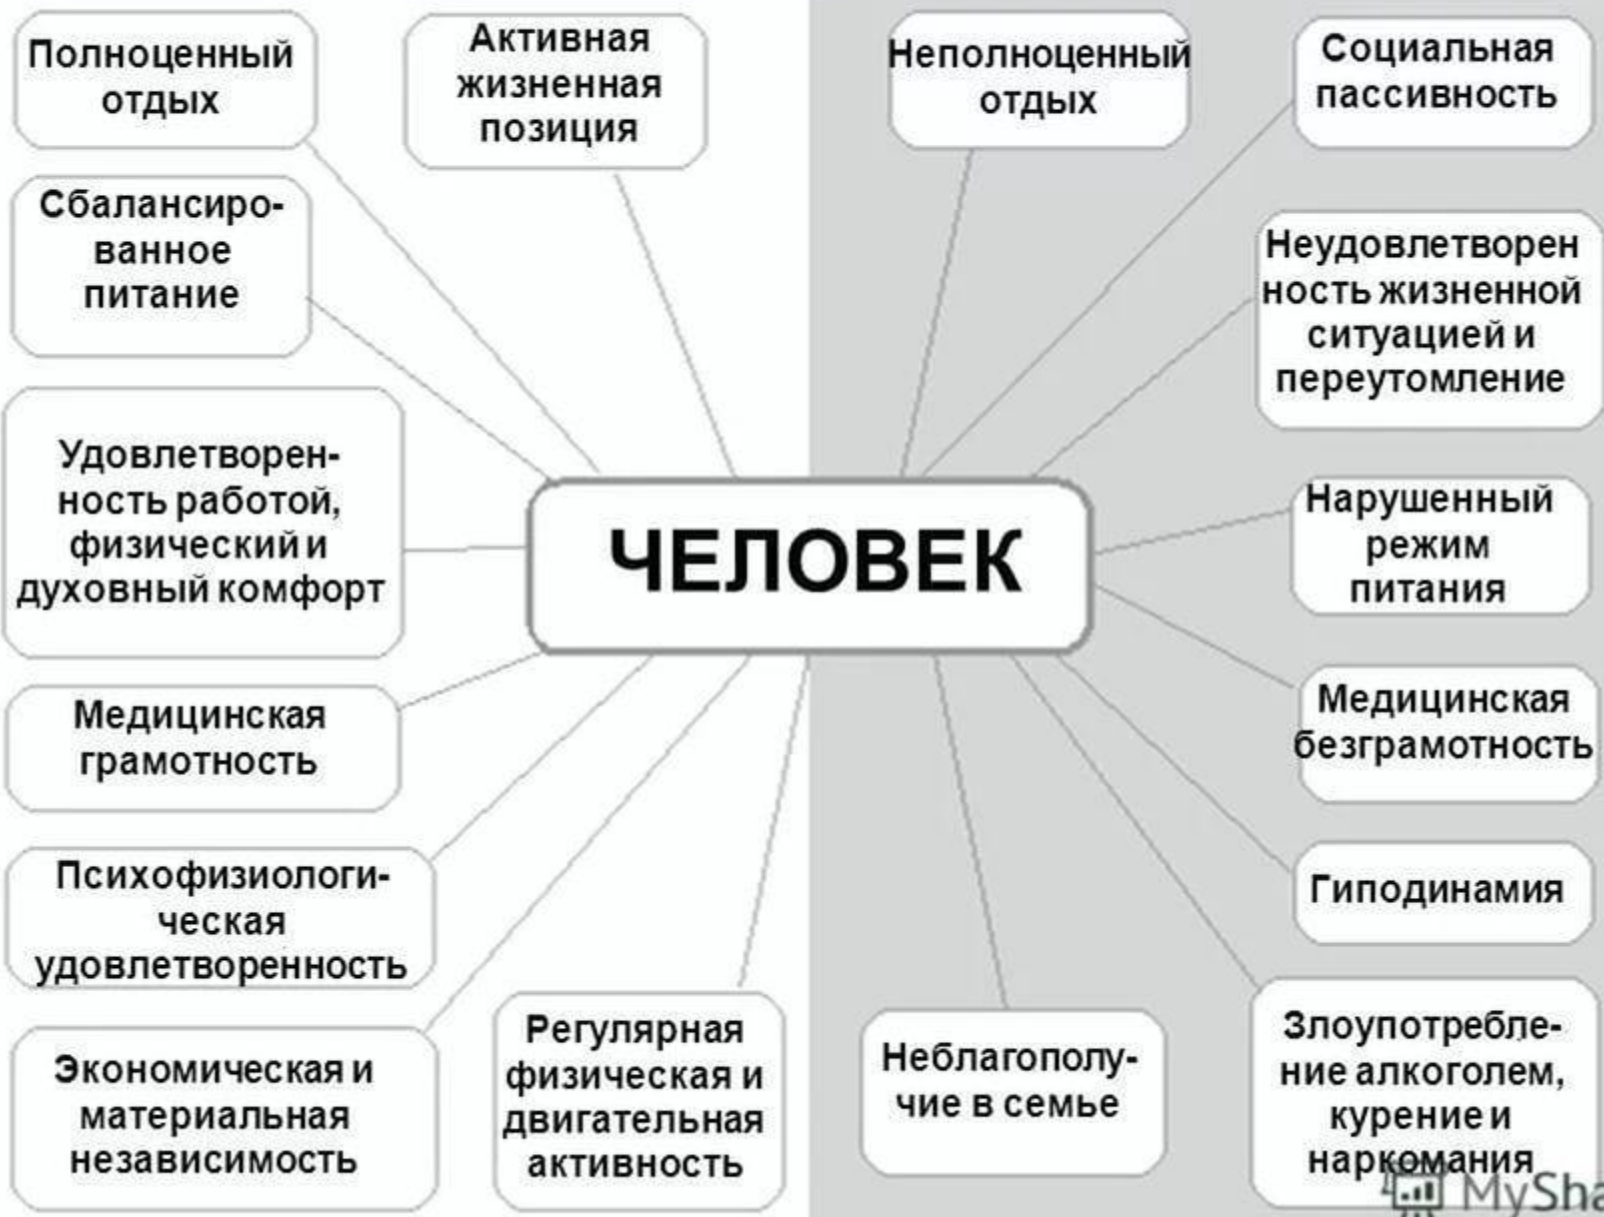 Полноценный
отдых
Активная
жизненная
позиция
Неполноценный
отдых
Социальная
пассивность
Сбалансиро-
ванное
питание
Неудовлетворен
ность жизненной
ситуацией и
переутомление
Удовлетворен-
ность работой,
физический и
духовный комфорт
ЧЕЛОВЕК
Нарушенный
режим
питания
Медицинская
грамотность
Медицинская
безграмотность
Психофизиологи-
ческая
удовлетворенность
Гиподинамия
Экономическая и
материальная
независимость
Регулярная
физическая и
двигательная
активность
Неблагополу-
чие в семье
Злоупотребле-
ние алкоголем,
курение и
наркомания
MySha